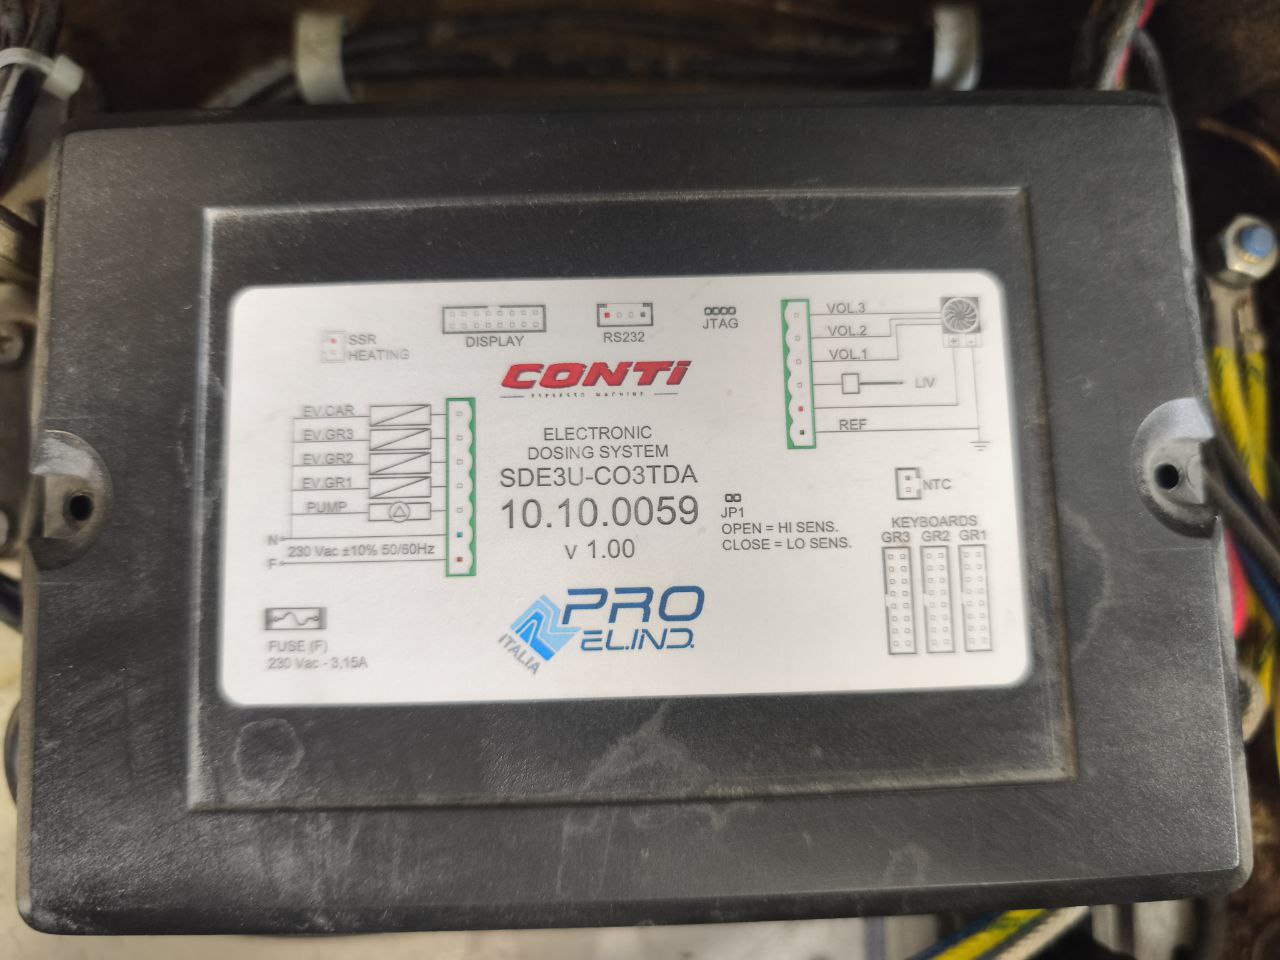 SSR
HEATING
DISPLAY
RS232
JTAG
VOL.3
VOL.2
VOL.1
LIV
REF
+ -
CONTI
ESPRESSO MACHINE
EV.CAR
EV.GR3
EV.GR2
EV.GR1
PUMP
N
230 Vac ±10% 50/60Hz
F
ELECTRONIC
DOSING SYSTEM
SDE3U-CO3TDA
10.10.0059
v 1.00
JP1
OPEN = HI SENS.
CLOSE = LO SENS.
NTC
KEYBOARDS
GR3 GR2 GR1
FUSE (F)
230 Vac - 3,15A
PRO
EL.IND.
ITALIA